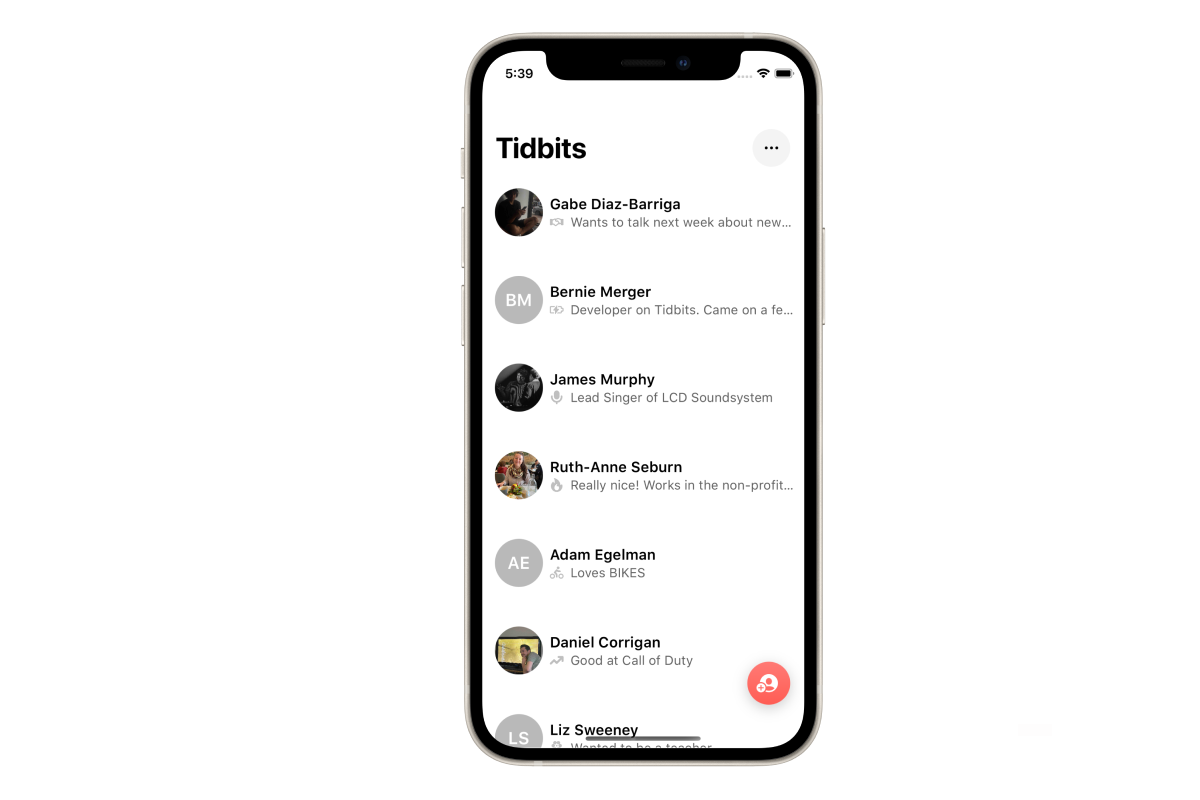 5:39
Tidbits
Gabe Diaz-Barriga
Wants to talk next week about new...
BM
Bernie Merger
Developer on Tidbits. Came on a fe...
James Murphy
Lead Singer of LCD Soundsystem
Ruth-Anne Seburn
Really nice! Works in the non-profit...
AE
Adam Egelman
Loves BIKES
Daniel Corrigan
Good at Call of Duty
LS
Liz Sweeney
Wanted to be a teacher